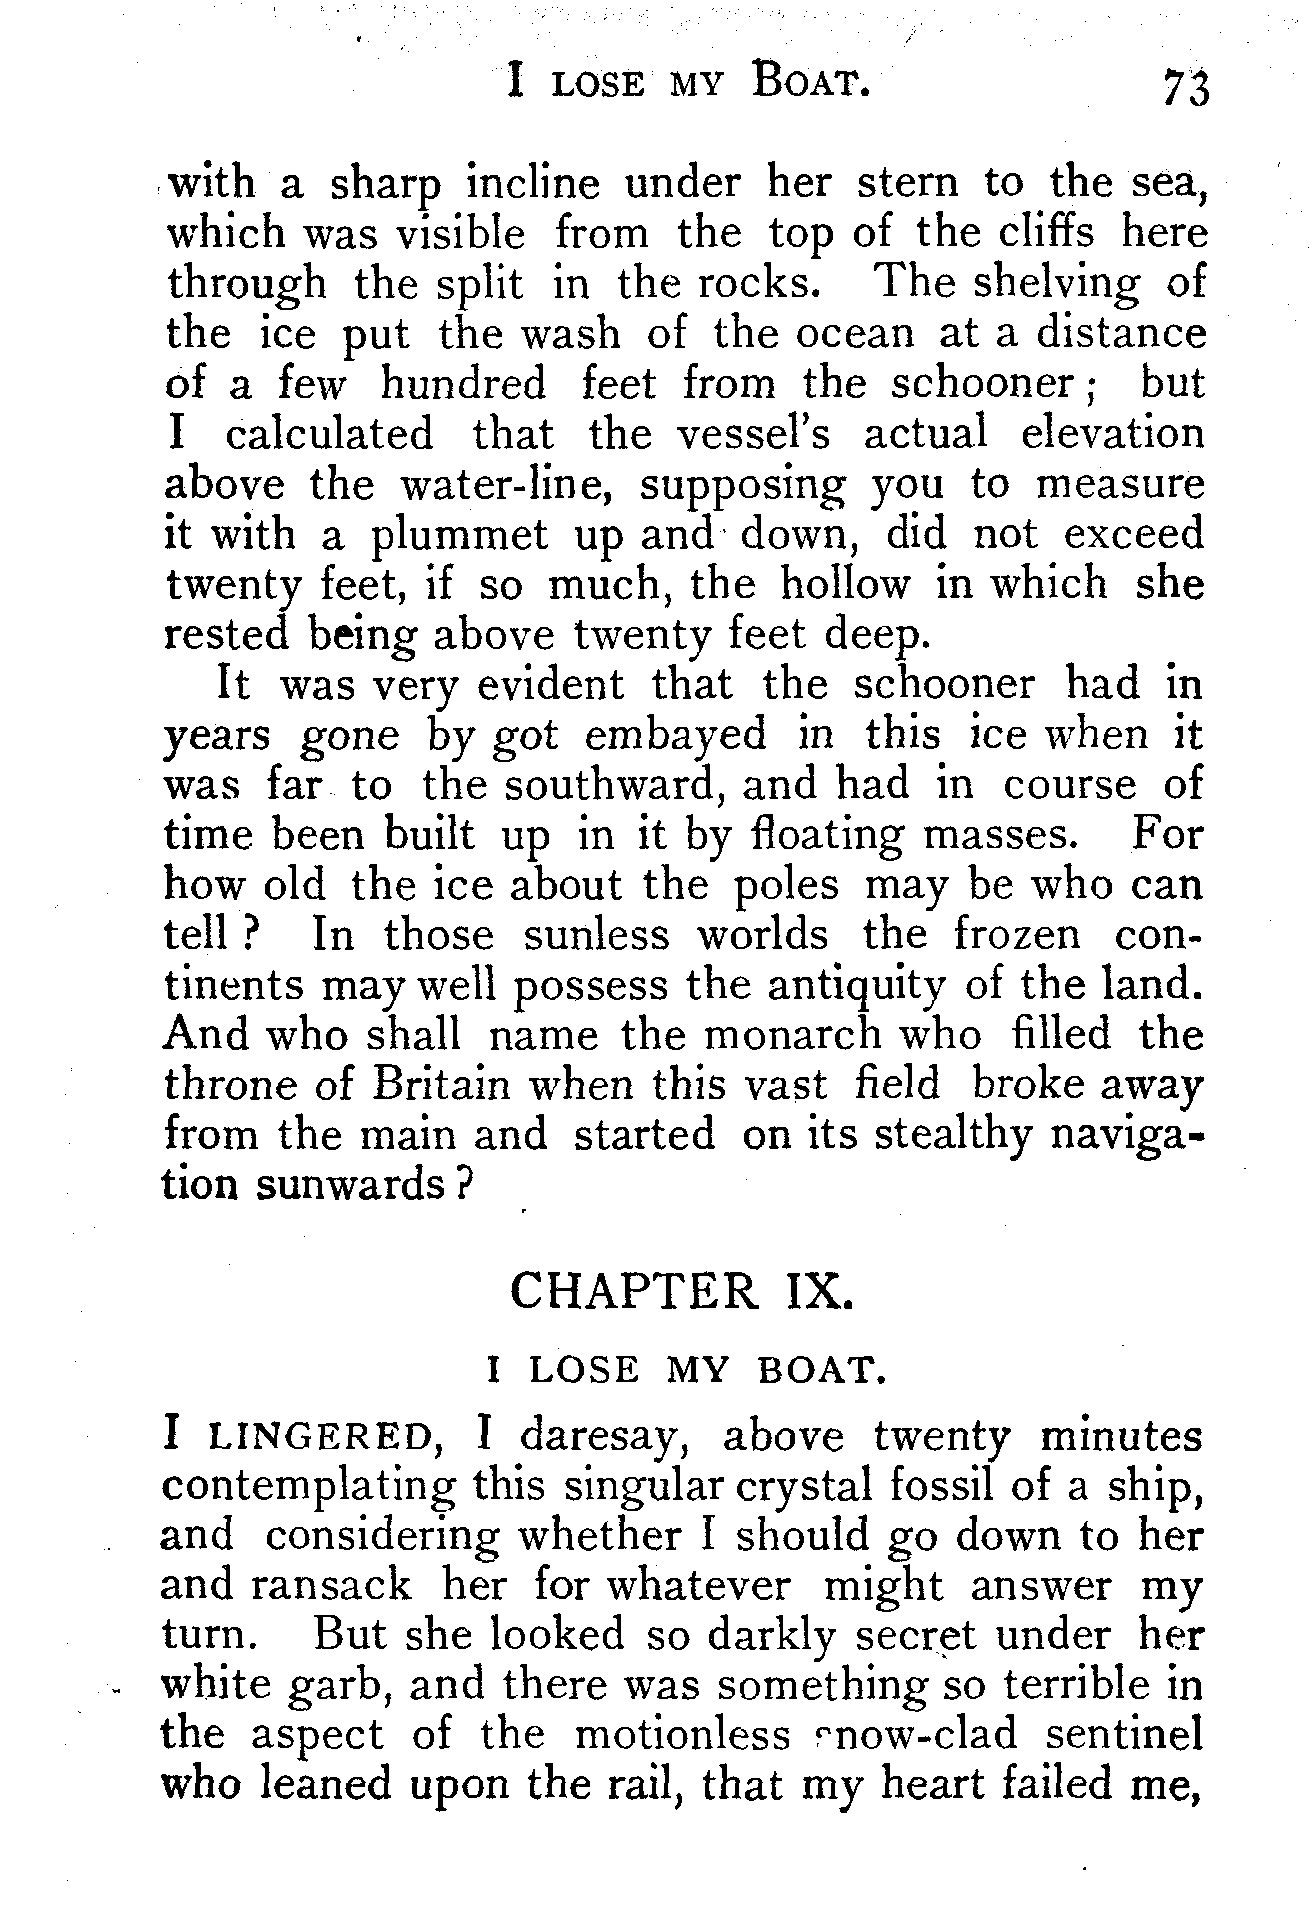 I LOSE MY BOAT. 73
with a sharp incline under her stern to the sea,
which was visible from the top of the cliffs here
through the split in the rocks. The shelving of
the ice put the wash of the ocean at a distance
of a few hundred feet from the schooner; but
I calculated that the vessel's actual elevation
above the water-line, supposing you to measure
it with a plummet up and down, did not exceed
twenty feet, if so much, the hollow in which she
rested being above twenty feet deep.
It was very evident that the schooner had in
years gone by got embayed in this ice when it
was far to the southward, and had in course of
time been built up in it by floating masses. For
how old the ice about the poles may be who can
tell? In those sunless worlds the frozen con-
tinents may well possess the antiquity of the land.
And who shall name the monarch who filled the
throne of Britain when this vast field broke away
from the main and started on its stealthy naviga-
tion sunwards?
CHAPTER IX.
I LOSE MY BOAT.
I LINGERED, I daresay, above twenty minutes
contemplating this singular crystal fossil of a ship,
and considering whether I should go down to her
and ransack her for whatever might answer my
turn. But she looked so darkly secret under her
white garb, and there was something so terrible in
the aspect of the motionless snow-clad sentinel
who leaned upon the rail, that my heart failed me,